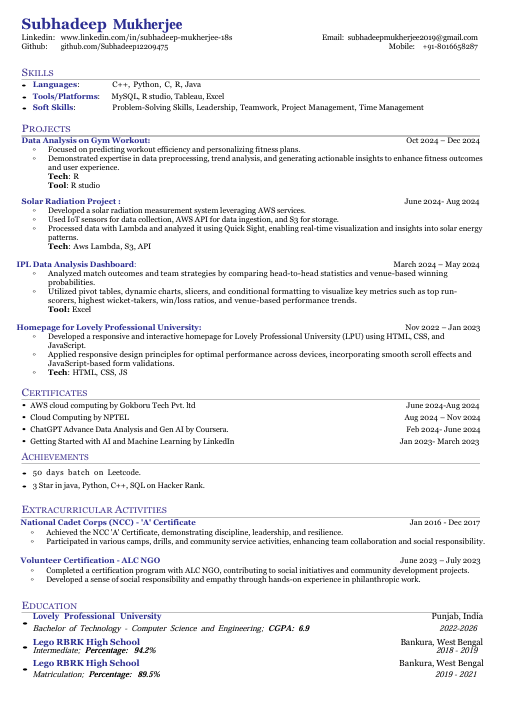 Subhadeep Mukherjee
Linkedin: www.linkedin.com/in/subhadeep-mukherjee-18s Email: subhadeepmukherjee2019@gmail.com
Github: github.com/Subhadeep12209475 Mobile: +91-8016658287
SKILLS
• Languages: C++, Python, C, R, Java
• Tools/Platforms: MySQL, R studio, Tableau, Excel
• Soft Skills: Problem-Solving Skills, Leadership, Teamwork, Project Management, Time Management
PROJECTS
Data Analysis on Gym Workout: Oct 2024 – Dec 2024
◦ Focused on predicting workout efficiency and personalizing fitness plans.
◦ Demonstrated expertise in data preprocessing, trend analysis, and generating actionable insights to enhance fitness outcomes
and user experience.
Tech: R
Tool: R studio
Solar Radiation Project : June 2024- Aug 2024
◦ Developed a solar radiation measurement system leveraging AWS services.
◦ Used IoT sensors for data collection, AWS API for data ingestion, and S3 for storage.
◦ Processed data with Lambda and analyzed it using Quick Sight, enabling real-time visualization and insights into solar energy
patterns.
Tech: Aws Lambda, S3, API
IPL Data Analysis Dashboard: March 2024 – May 2024
◦ Analyzed match outcomes and team strategies by comparing head-to-head statistics and venue-based winning
probabilities.
◦ Utilized pivot tables, dynamic charts, slicers, and conditional formatting to visualize key metrics such as top run-
scorers, highest wicket-takers, win/loss ratios, and venue-based performance trends.
Tool: Excel
Homepage for Lovely Professional University: Nov 2022 – Jan 2023
◦ Developed a responsive and interactive homepage for Lovely Professional University (LPU) using HTML, CSS, and
JavaScript.
◦ Applied responsive design principles for optimal performance across devices, incorporating smooth scroll effects and
JavaScript-based form validations.
◦ Tech: HTML, CSS, JS
CERTIFICATES
• AWS cloud computing by Gokboru Tech Pvt. ltd June 2024-Aug 2024
• Cloud Computing by NPTEL Aug 2024 – Nov 2024
• ChatGPT Advance Data Analysis and Gen AI by Coursera. Feb 2024- June 2024
• Getting Started with AI and Machine Learning by LinkedIn Jan 2023- March 2023
ACHIEVEMENTS
• 50 days batch on Leetcode.
• 3 Star in java, Python, C++, SQL on Hacker Rank.
EXTRACURRICULAR ACTIVITIES
National Cadet Corps (NCC) - 'A' Certificate Jan 2016 - Dec 2017
◦ Achieved the NCC 'A' Certificate, demonstrating discipline, leadership, and resilience.
◦ Participated in various camps, drills, and community service activities, enhancing team collaboration and social responsibility.
Volunteer Certification - ALC NGO June 2023 – July 2023
◦ Completed a certification program with ALC NGO, contributing to social initiatives and community development projects.
◦ Developed a sense of social responsibility and empathy through hands-on experience in philanthropic work.
EDUCATION
• Lovely Professional University Punjab, India
Bachelor of Technology - Computer Science and Engineering; CGPA: 6.9 2022-2026
• Lego RBRK High School Bankura, West Bengal
Intermediate; Percentage: 94.2% 2018 - 2019
• Lego RBRK High School Bankura, West Bengal
Matriculation; Percentage: 89.5% 2019 - 2021